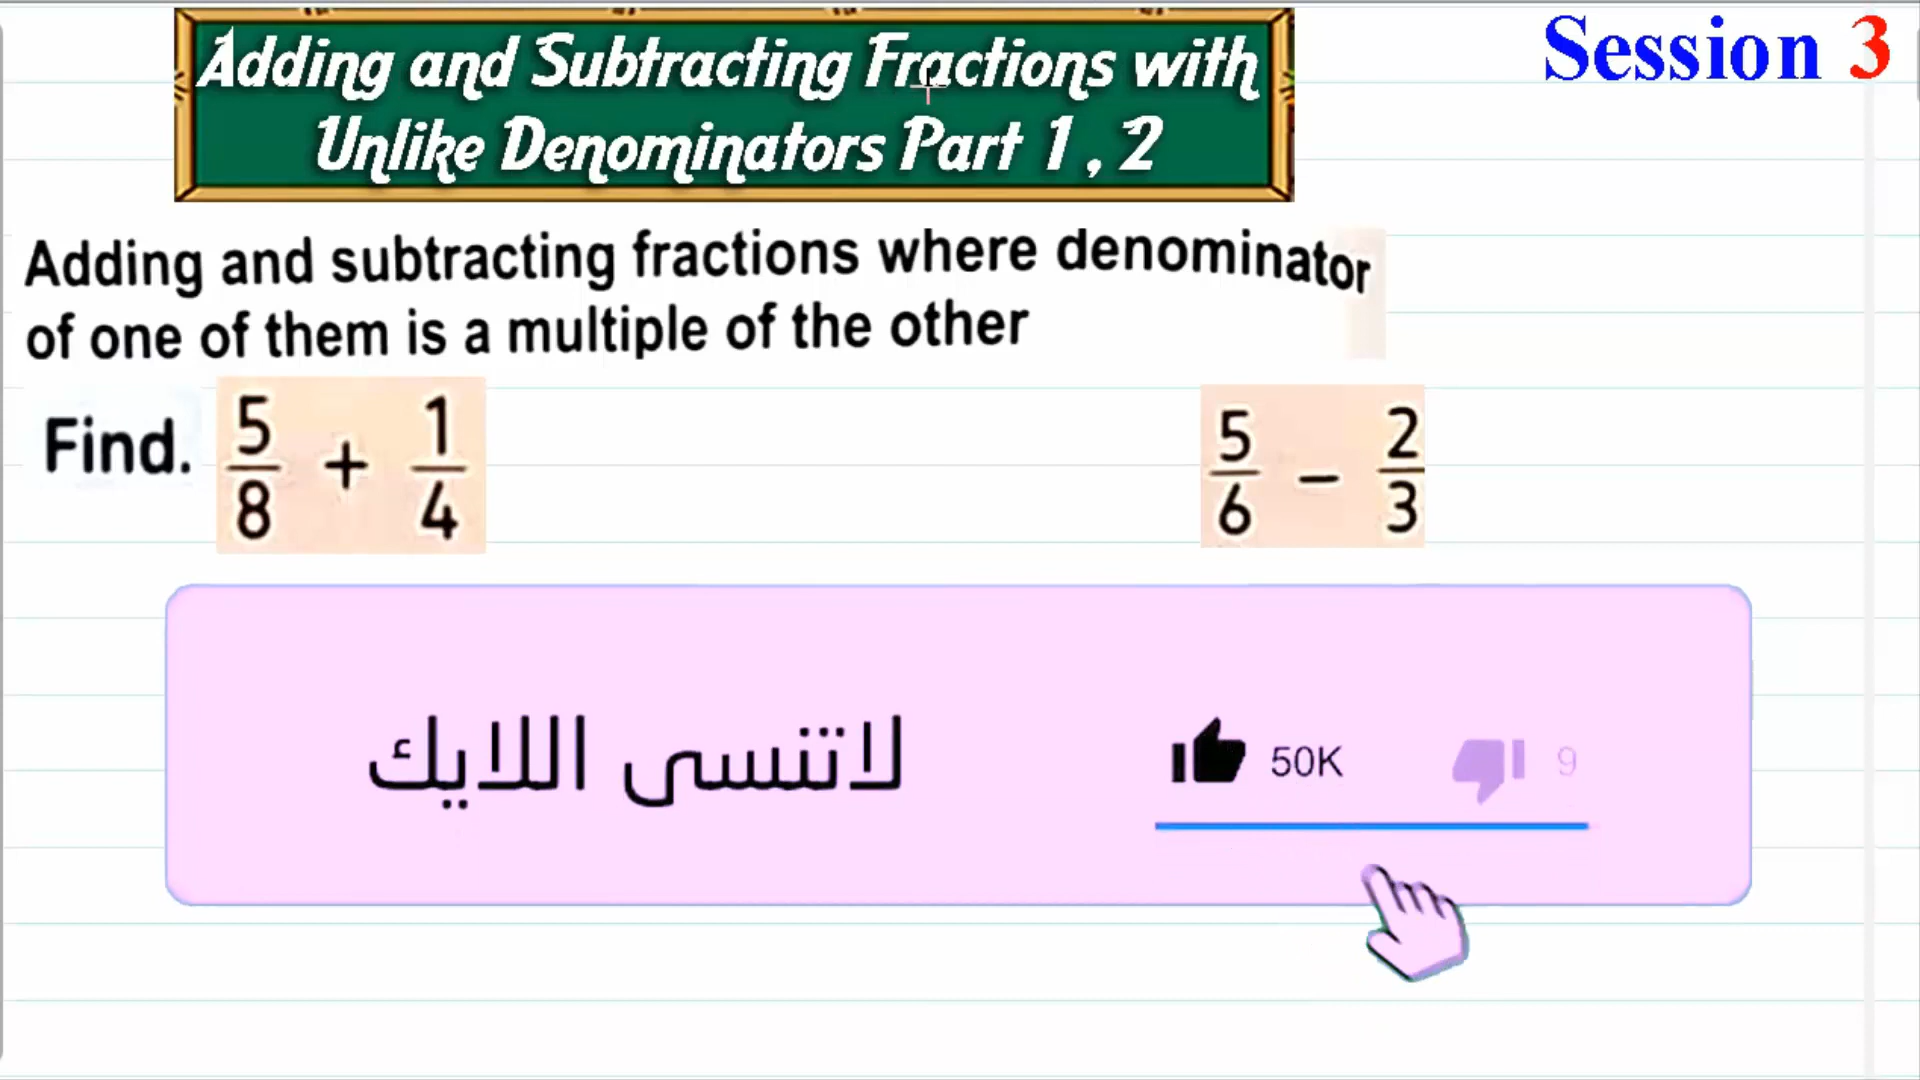 Adding and Subtracting Fractions with
Unlike Denominators Part 1 , 2
Session 3
Adding and subtracting fractions where denominator
of one of them is a multiple of the other
Find. 5/8 + 1/4
5/6 - 2/3
لاتنسى اللايك
50K 9